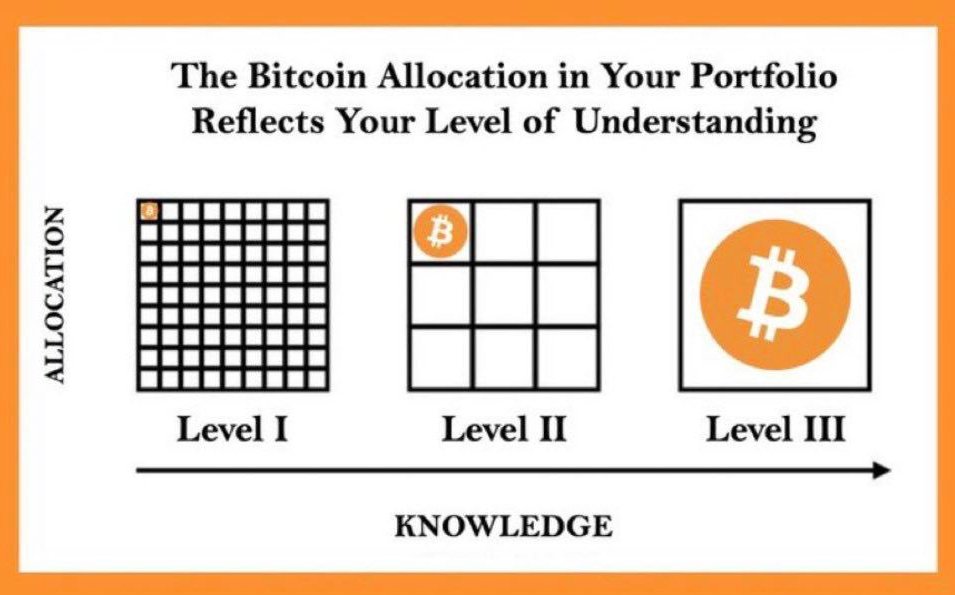 The Bitcoin Allocation in Your Portfolio
Reflects Your Level of Understanding
ALLOCATION
Level I
Level II
Level III
KNOWLEDGE